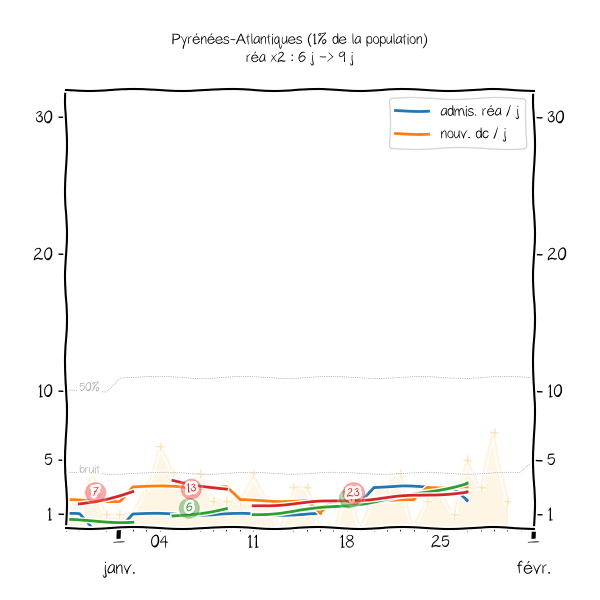 Pyrénées-Atlantiques (1% de la population)
réa x2 : 6 j -> 9 j
admis. réa / j
nouv. dc / j
30
30
20
20
50%
10
10
bruit
5
5
7
13
23
6
1
1
04
11
18
25
janv.
févr.